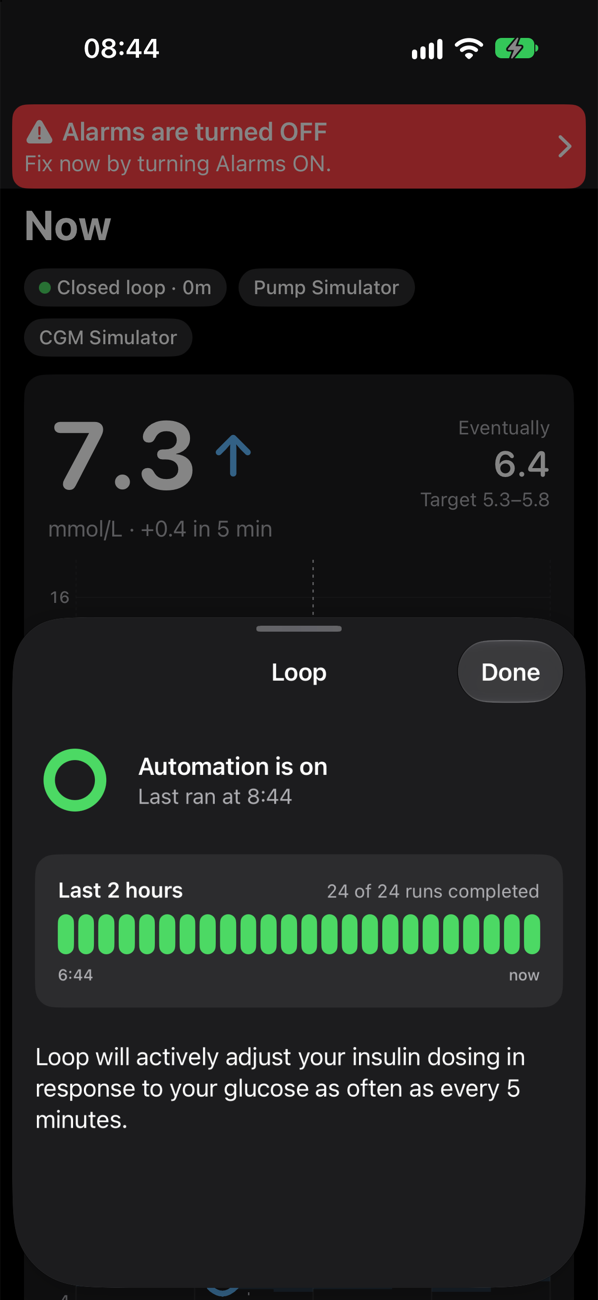 08:44
Alarms are turned OFF
Fix now by turning Alarms ON.
Now
Closed loop · 0m
Pump Simulator
CGM Simulator
7.3
Eventually
6.4
Target 5.3–5.8
mmol/L · +0.4 in 5 min
16
Loop
Done
Automation is on
Last ran at 8:44
Last 2 hours
24 of 24 runs completed
6:44
now
Loop will actively adjust your insulin dosing in
response to your glucose as often as every 5
minutes.
4